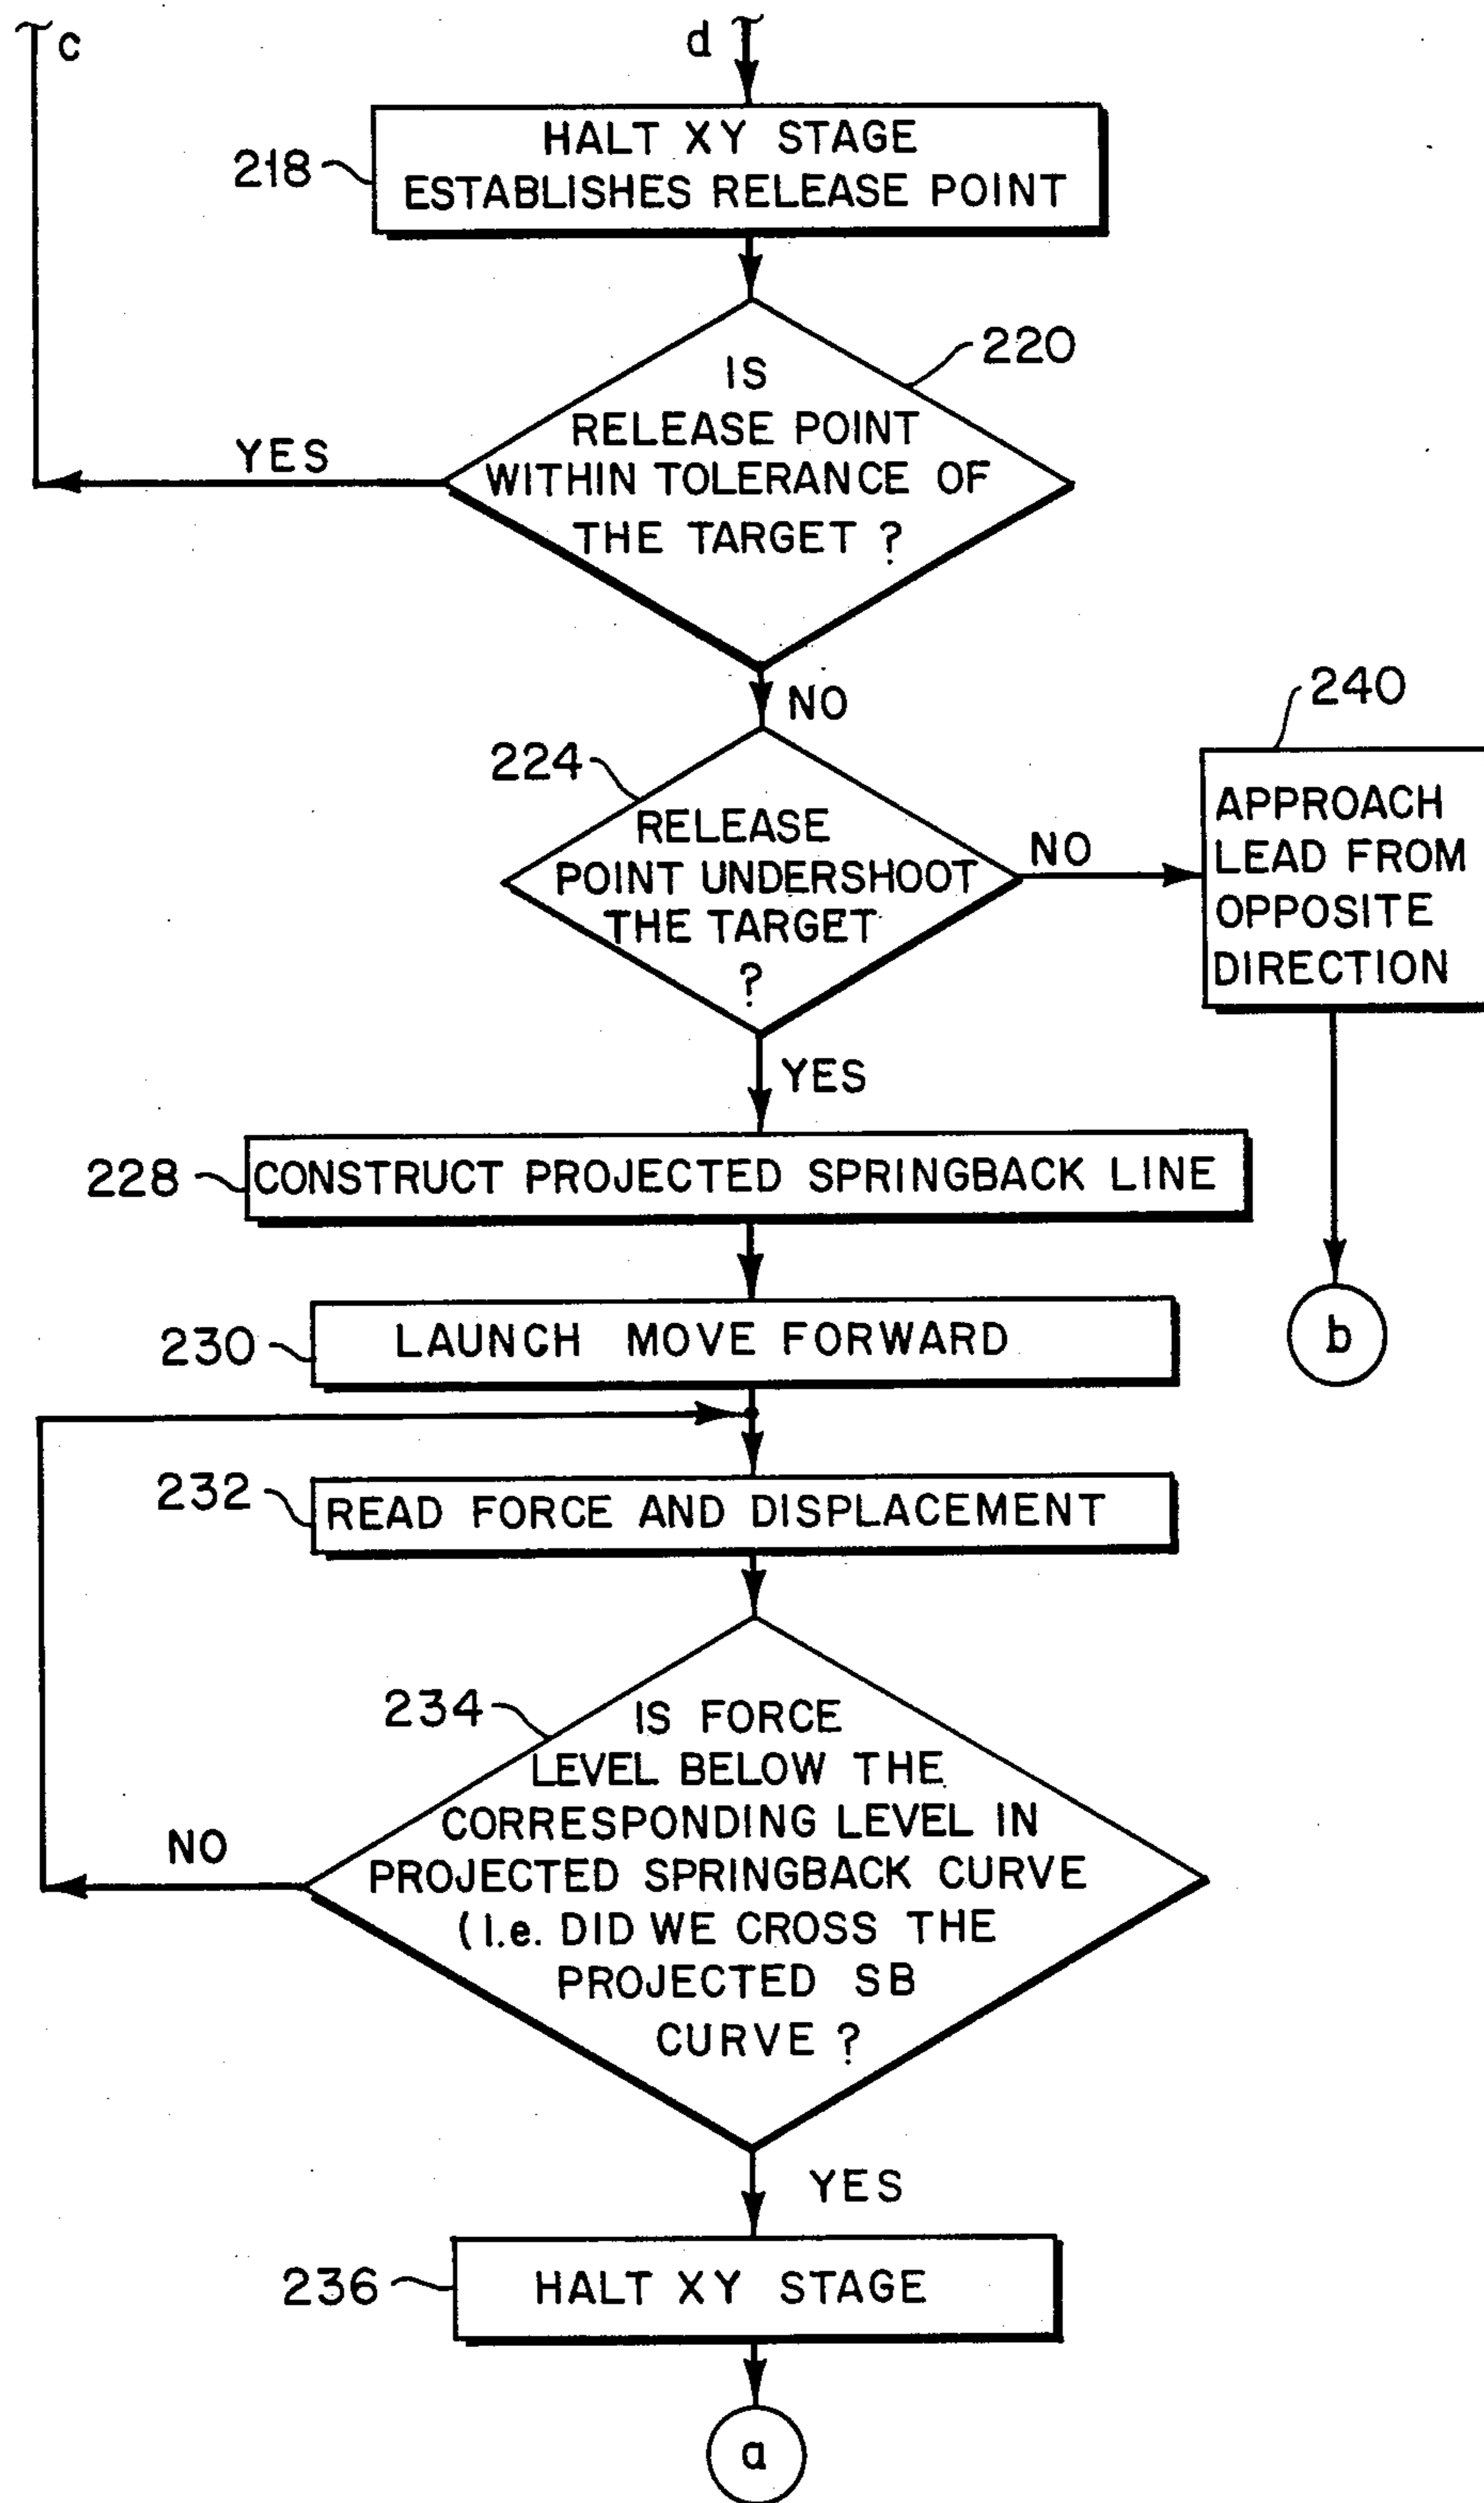 c
d
218
HALT XY STAGE
ESTABLISHES RELEASE POINT
220
IS
RELEASE POINT
WITHIN TOLERANCE OF
THE TARGET ?
YES
NO
240
224
RELEASE
POINT UNDERSHOOT
THE TARGET
?
NO
APPROACH
LEAD FROM
OPPOSITE
DIRECTION
YES
228
CONSTRUCT PROJECTED SPRINGBACK LINE
230
LAUNCH MOVE FORWARD
b
232
READ FORCE AND DISPLACEMENT
234
IS FORCE
LEVEL BELOW THE
CORRESPONDING LEVEL IN
PROJECTED SPRINGBACK CURVE
(I.e. DID WE CROSS THE
PROJECTED SB
CURVE ?
NO
YES
236
HALT XY STAGE
a